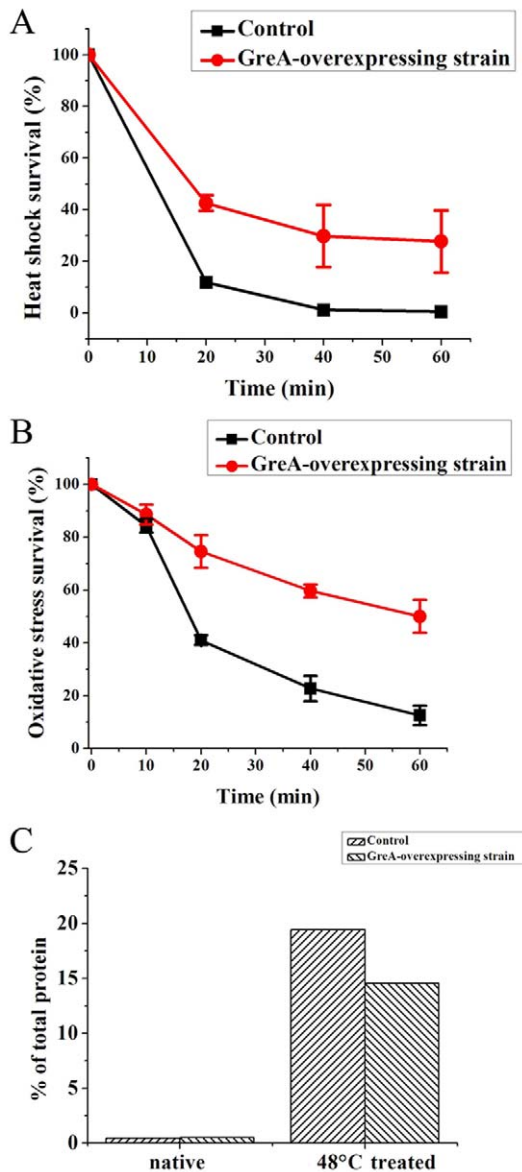 A
Control
GreA-overexpressing strain
Heat shock survival (%)
100
80
60
40
20
0
0 10 20 30 40 50 60
Time (min)
B
Control
GreA-overexpressing strain
Oxidative stress survival (%)
100
80
60
40
20
0
0 10 20 30 40 50 60
Time (min)
C
Control
GreA-overexpressing strain
% of total protein
25
20
15
10
5
0
native 48°C treated